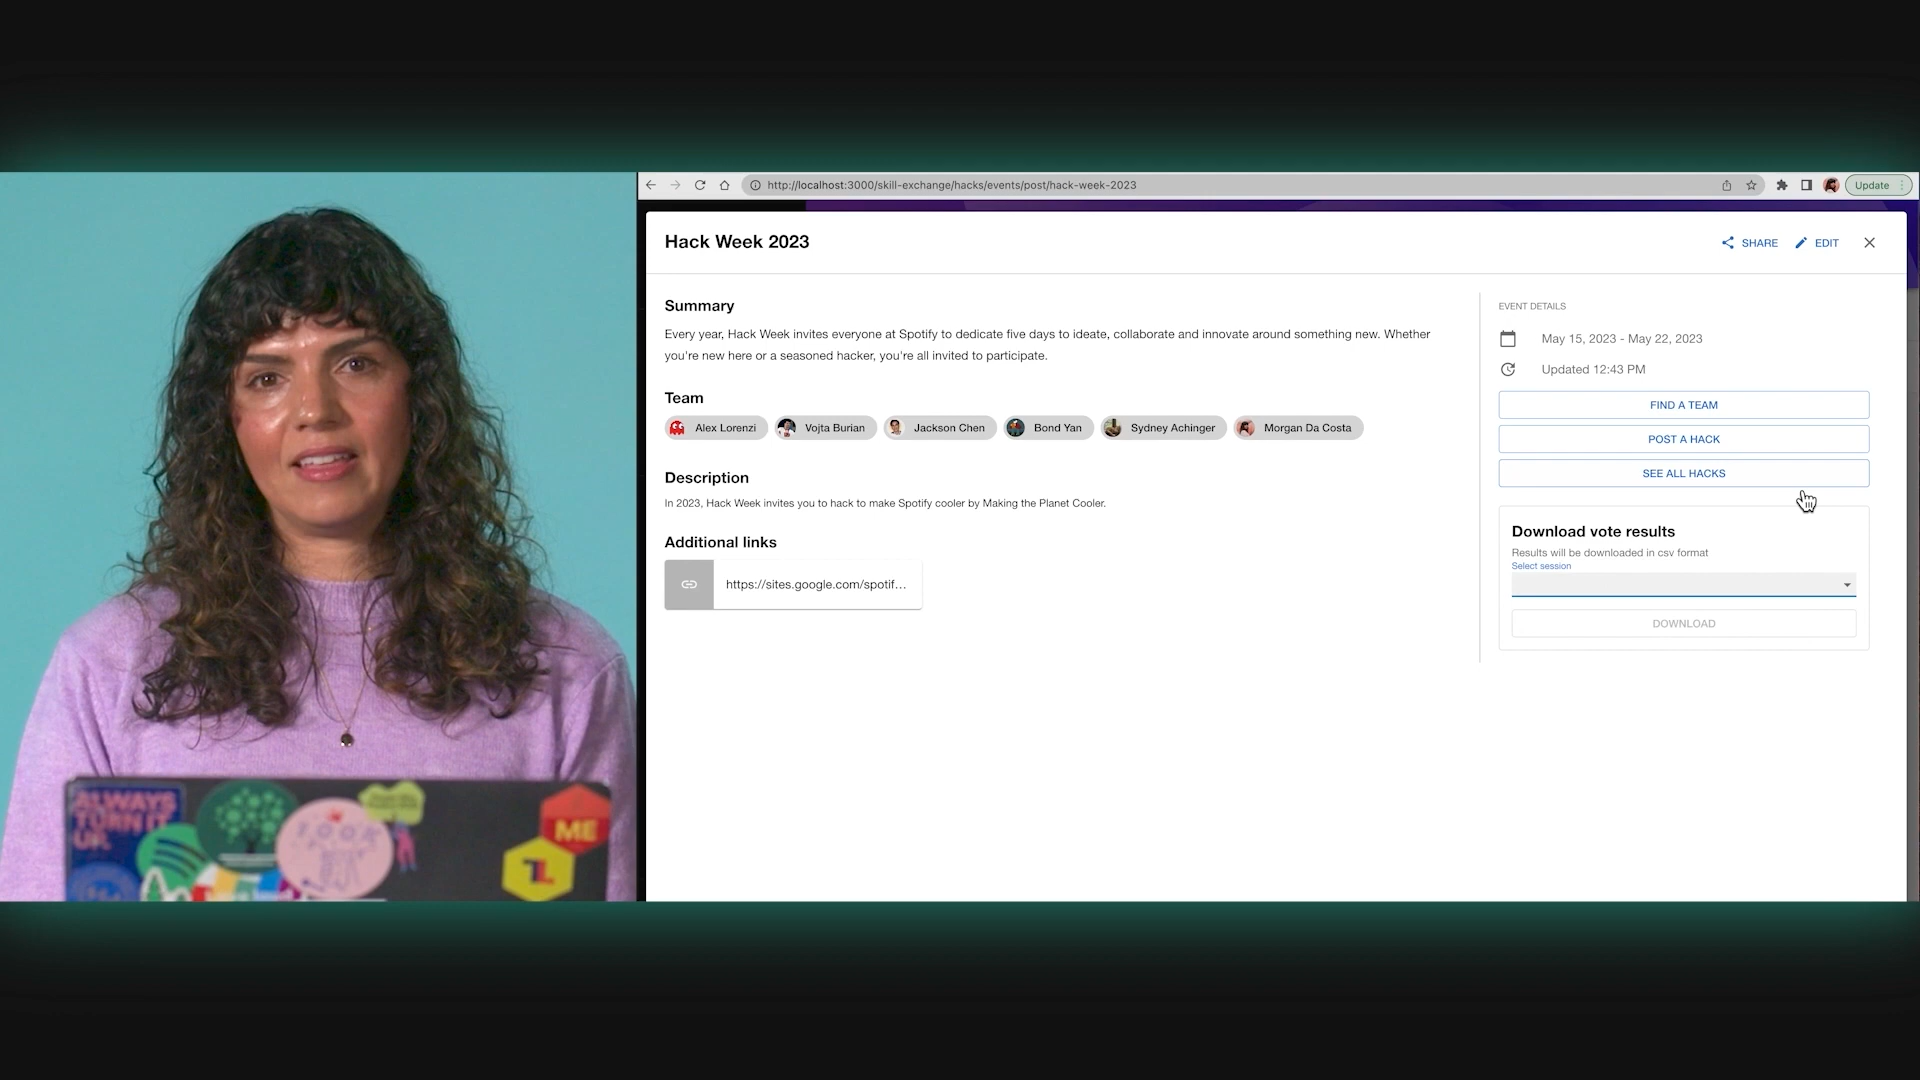 http://localhost:3000/skill-exchange/hacks/events/post/hack-week-2023
Update
Hack Week 2023
SHARE
EDIT
Summary
Every year, Hack Week invites everyone at Spotify to dedicate five days to ideate, collaborate and innovate around something new. Whether
you're new here or a seasoned hacker, you're all invited to participate.
Team
Alex Lorenzi
Vojta Burian
Jackson Chen
Bond Yan
Sydney Achinger
Morgan Da Costa
Description
In 2023, Hack Week invites you to hack to make Spotify cooler by Making the Planet Cooler.
Additional links
https://sites.google.com/spotif...
EVENT DETAILS
May 15, 2023 - May 22, 2023
Updated 12:43 PM
FIND A TEAM
POST A HACK
SEE ALL HACKS
Download vote results
Results will be downloaded in csv format
Select session
DOWNLOAD
ALWAYS
TURN IT
UP.
ME